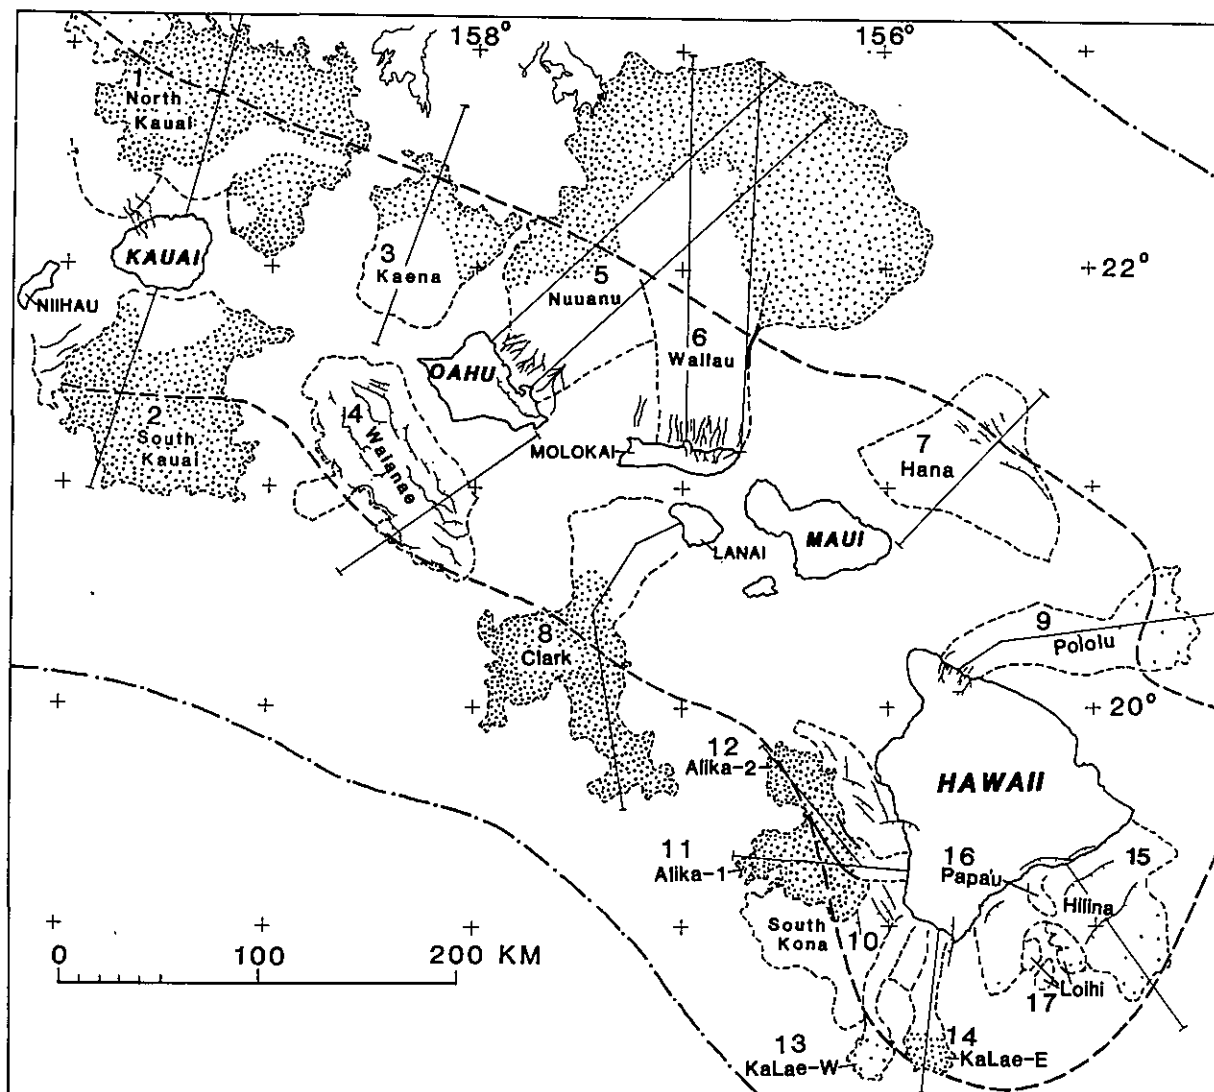 158°
156°
1
North
Kauai
KAUAI
NIIHAU
3
Kaena
5
Nuuanu
22°
6
Wailau
OAHU
2
South
Kauai
4
Waianae
MOLOKAI
7
Hana
LANAI
MAUI
8
Clark
9
Pololu
20°
12
Alika-2
HAWAII
11
Alika-1
16
Papau
15
Hilina
South
Kona
10
0 100 200 KM
17
Loihi
13
KaLae-W
14
KaLae-E